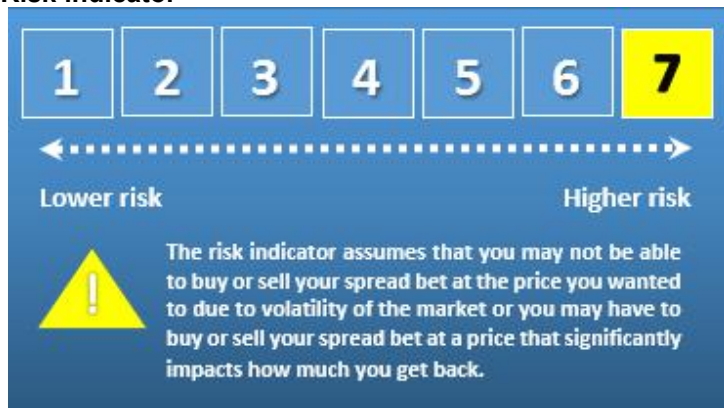 Risk indicator
1 2 3 4 5 6 7
Lower risk Higher risk
!
The risk indicator assumes that you may not be able
to buy or sell your spread bet at the price you wanted
to due to volatility of the market or you may have to
buy or sell your spread bet at a price that significantly
impacts how much you get back.